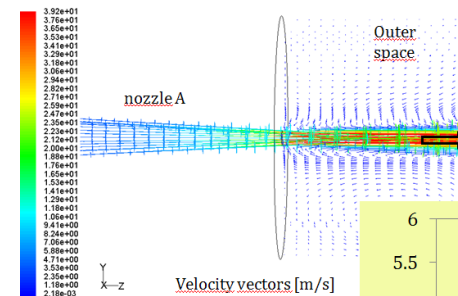 3.92e+01
3.76e+01
3.65e+01
3.53e+01
3.41e+01
3.29e+01
3.18e+01
3.06e+01
2.94e+01
2.82e+01
2.71e+01
2.59e+01
2.47e+01
2.35e+01
2.23e+01
2.12e+01
2.00e+01
1.88e+01
1.76e+01
1.65e+01
1.53e+01
1.41e+01
1.29e+01
1.18e+01
1.06e+01
9.41e+00
8.24e+00
7.06e+00
5.88e+00
4.71e+00
3.53e+00
2.35e+00
1.18e+00
2.18e-03
nozzle A
Outer
space
Y
X
Z
Velocity vectors [m/s]
6
5.5